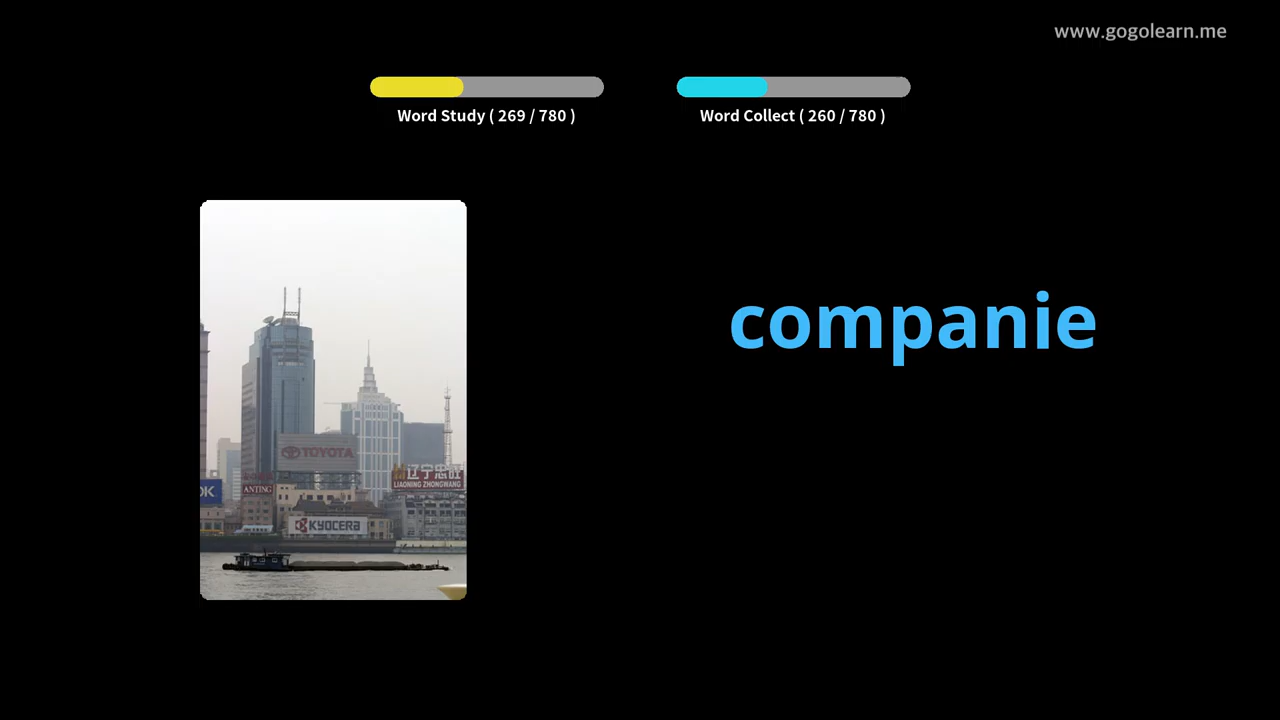 www.gogolearn.me
Word Study ( 269 / 780 )
Word Collect ( 260 / 780 )
companie
TOYOTA
辽宁忠旺
LIAONING ZHONGWANG
OK
ANTING
KYOCERA